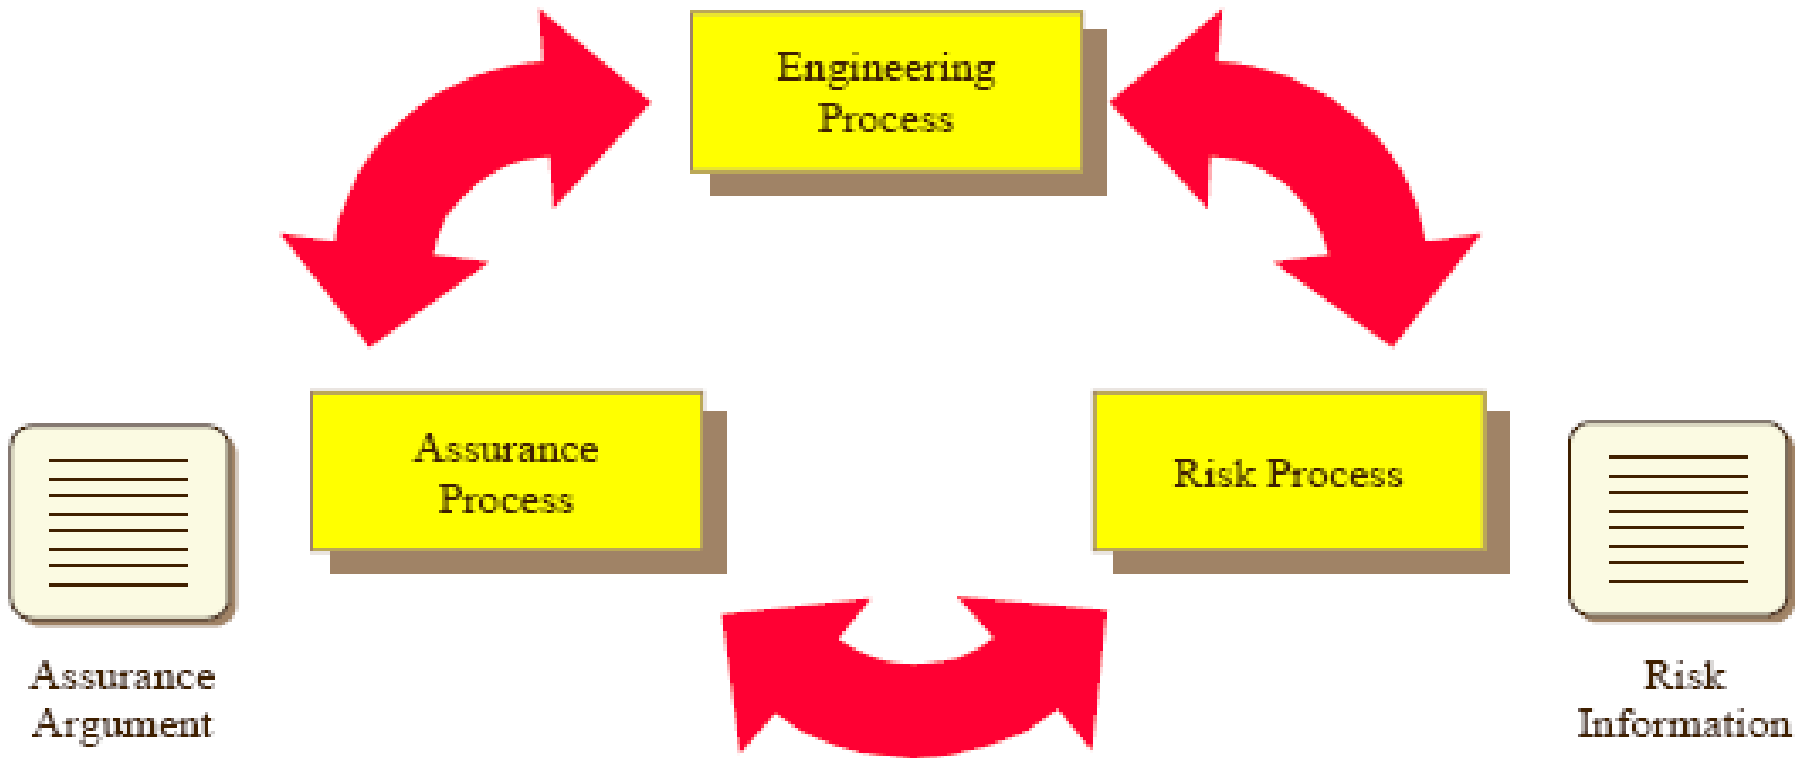 Engineering
Process
Assurance
Process
Risk Process
Assurance
Argument
Risk
Information